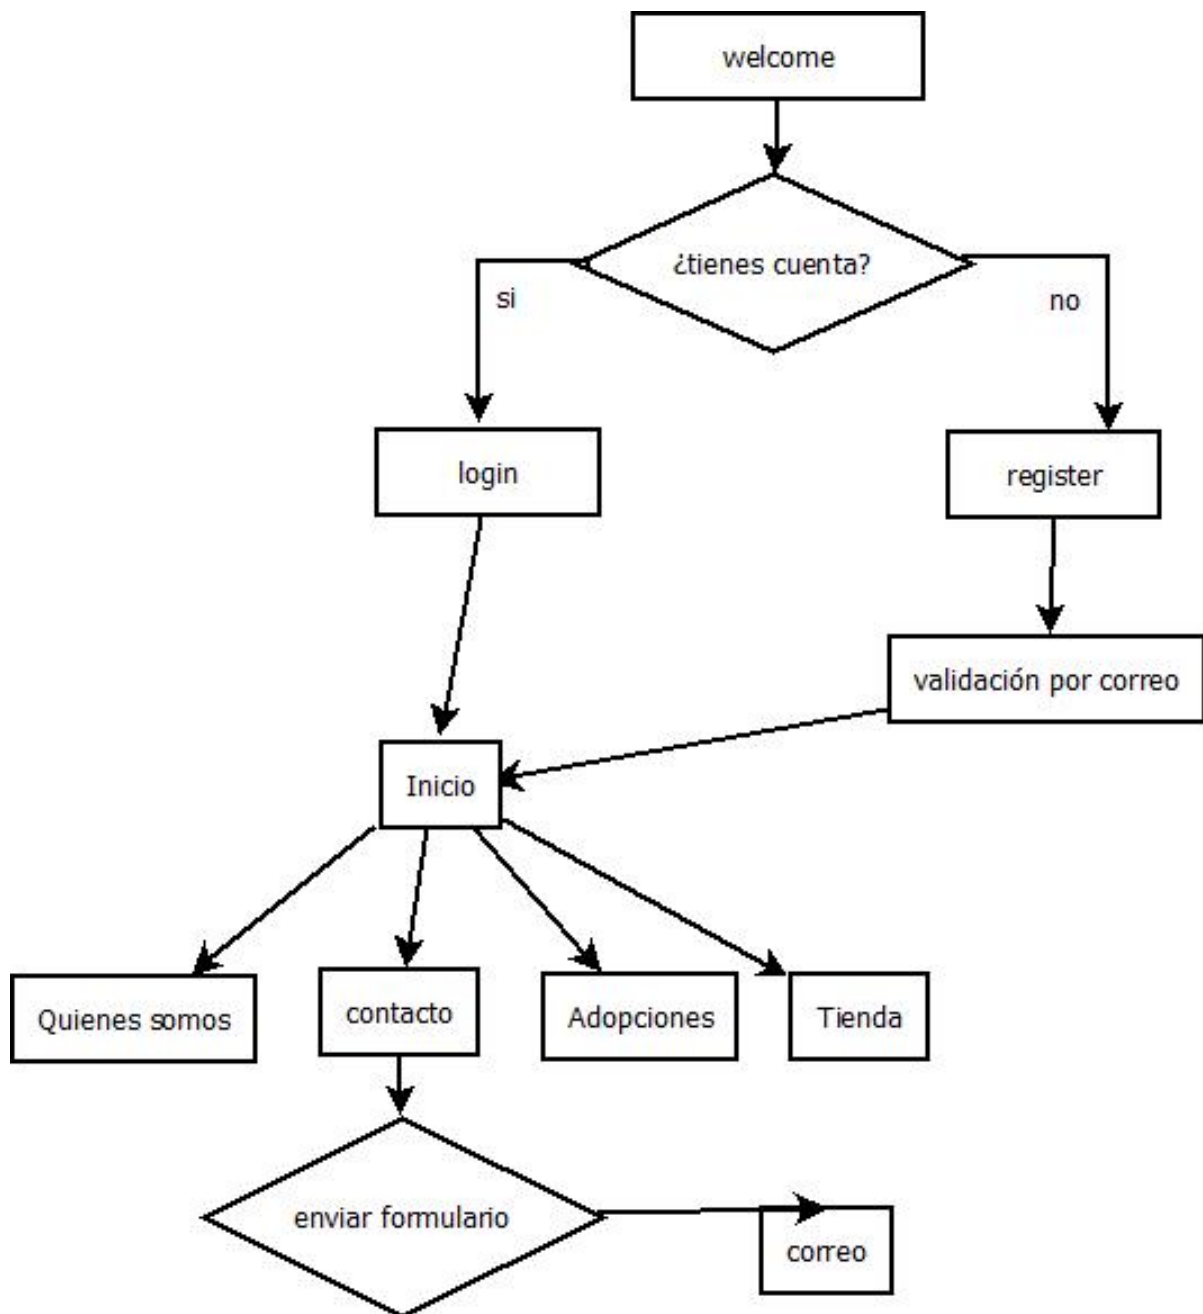 welcome
¿tienes cuenta?
si
no
login
register
validación por correo
Inicio
Quienes somos
contacto
Adopciones
Tienda
enviar formulario
correo